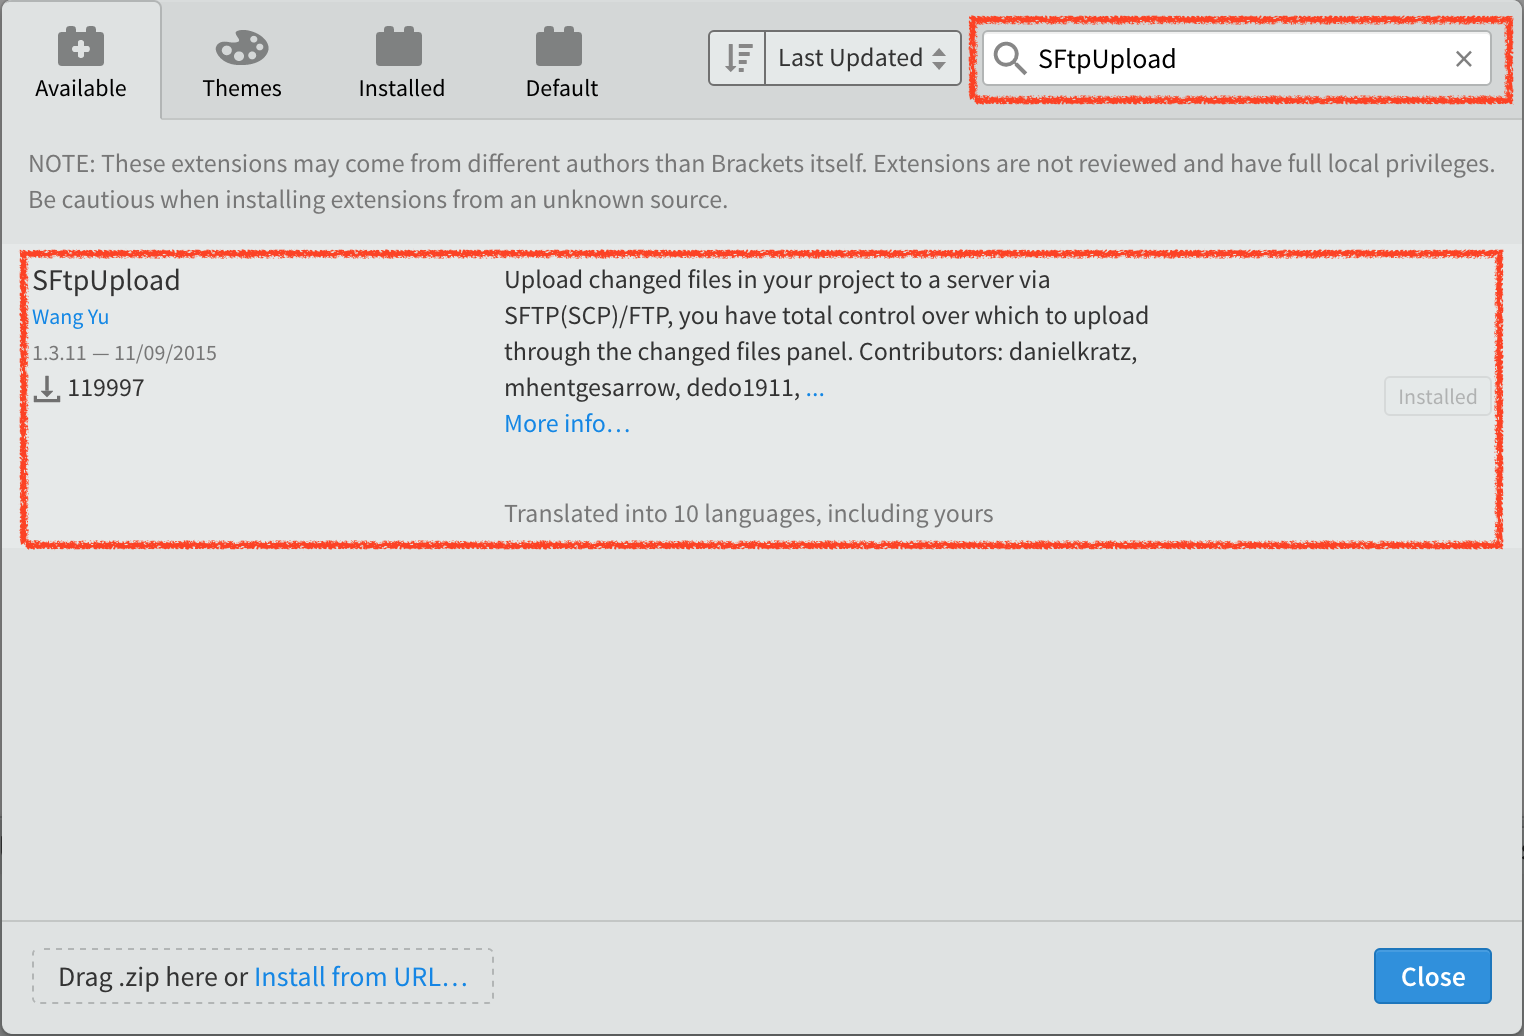 Available
Themes
Installed
Default
Last Updated
SFtpUpload
NOTE: These extensions may come from different authors than Brackets itself. Extensions are not reviewed and have full local privileges.
Be cautious when installing extensions from an unknown source.
SFtpUpload
Wang Yu
1.3.11 — 11/09/2015
119997
Upload changed files in your project to a server via
SFTP(SCP)/FTP, you have total control over which to upload
through the changed files panel. Contributors: danielkratz,
mhentgesarrow, dedo1911, ...
More info…
Translated into 10 languages, including yours
Installed
Drag .zip here or Install from URL…
Close